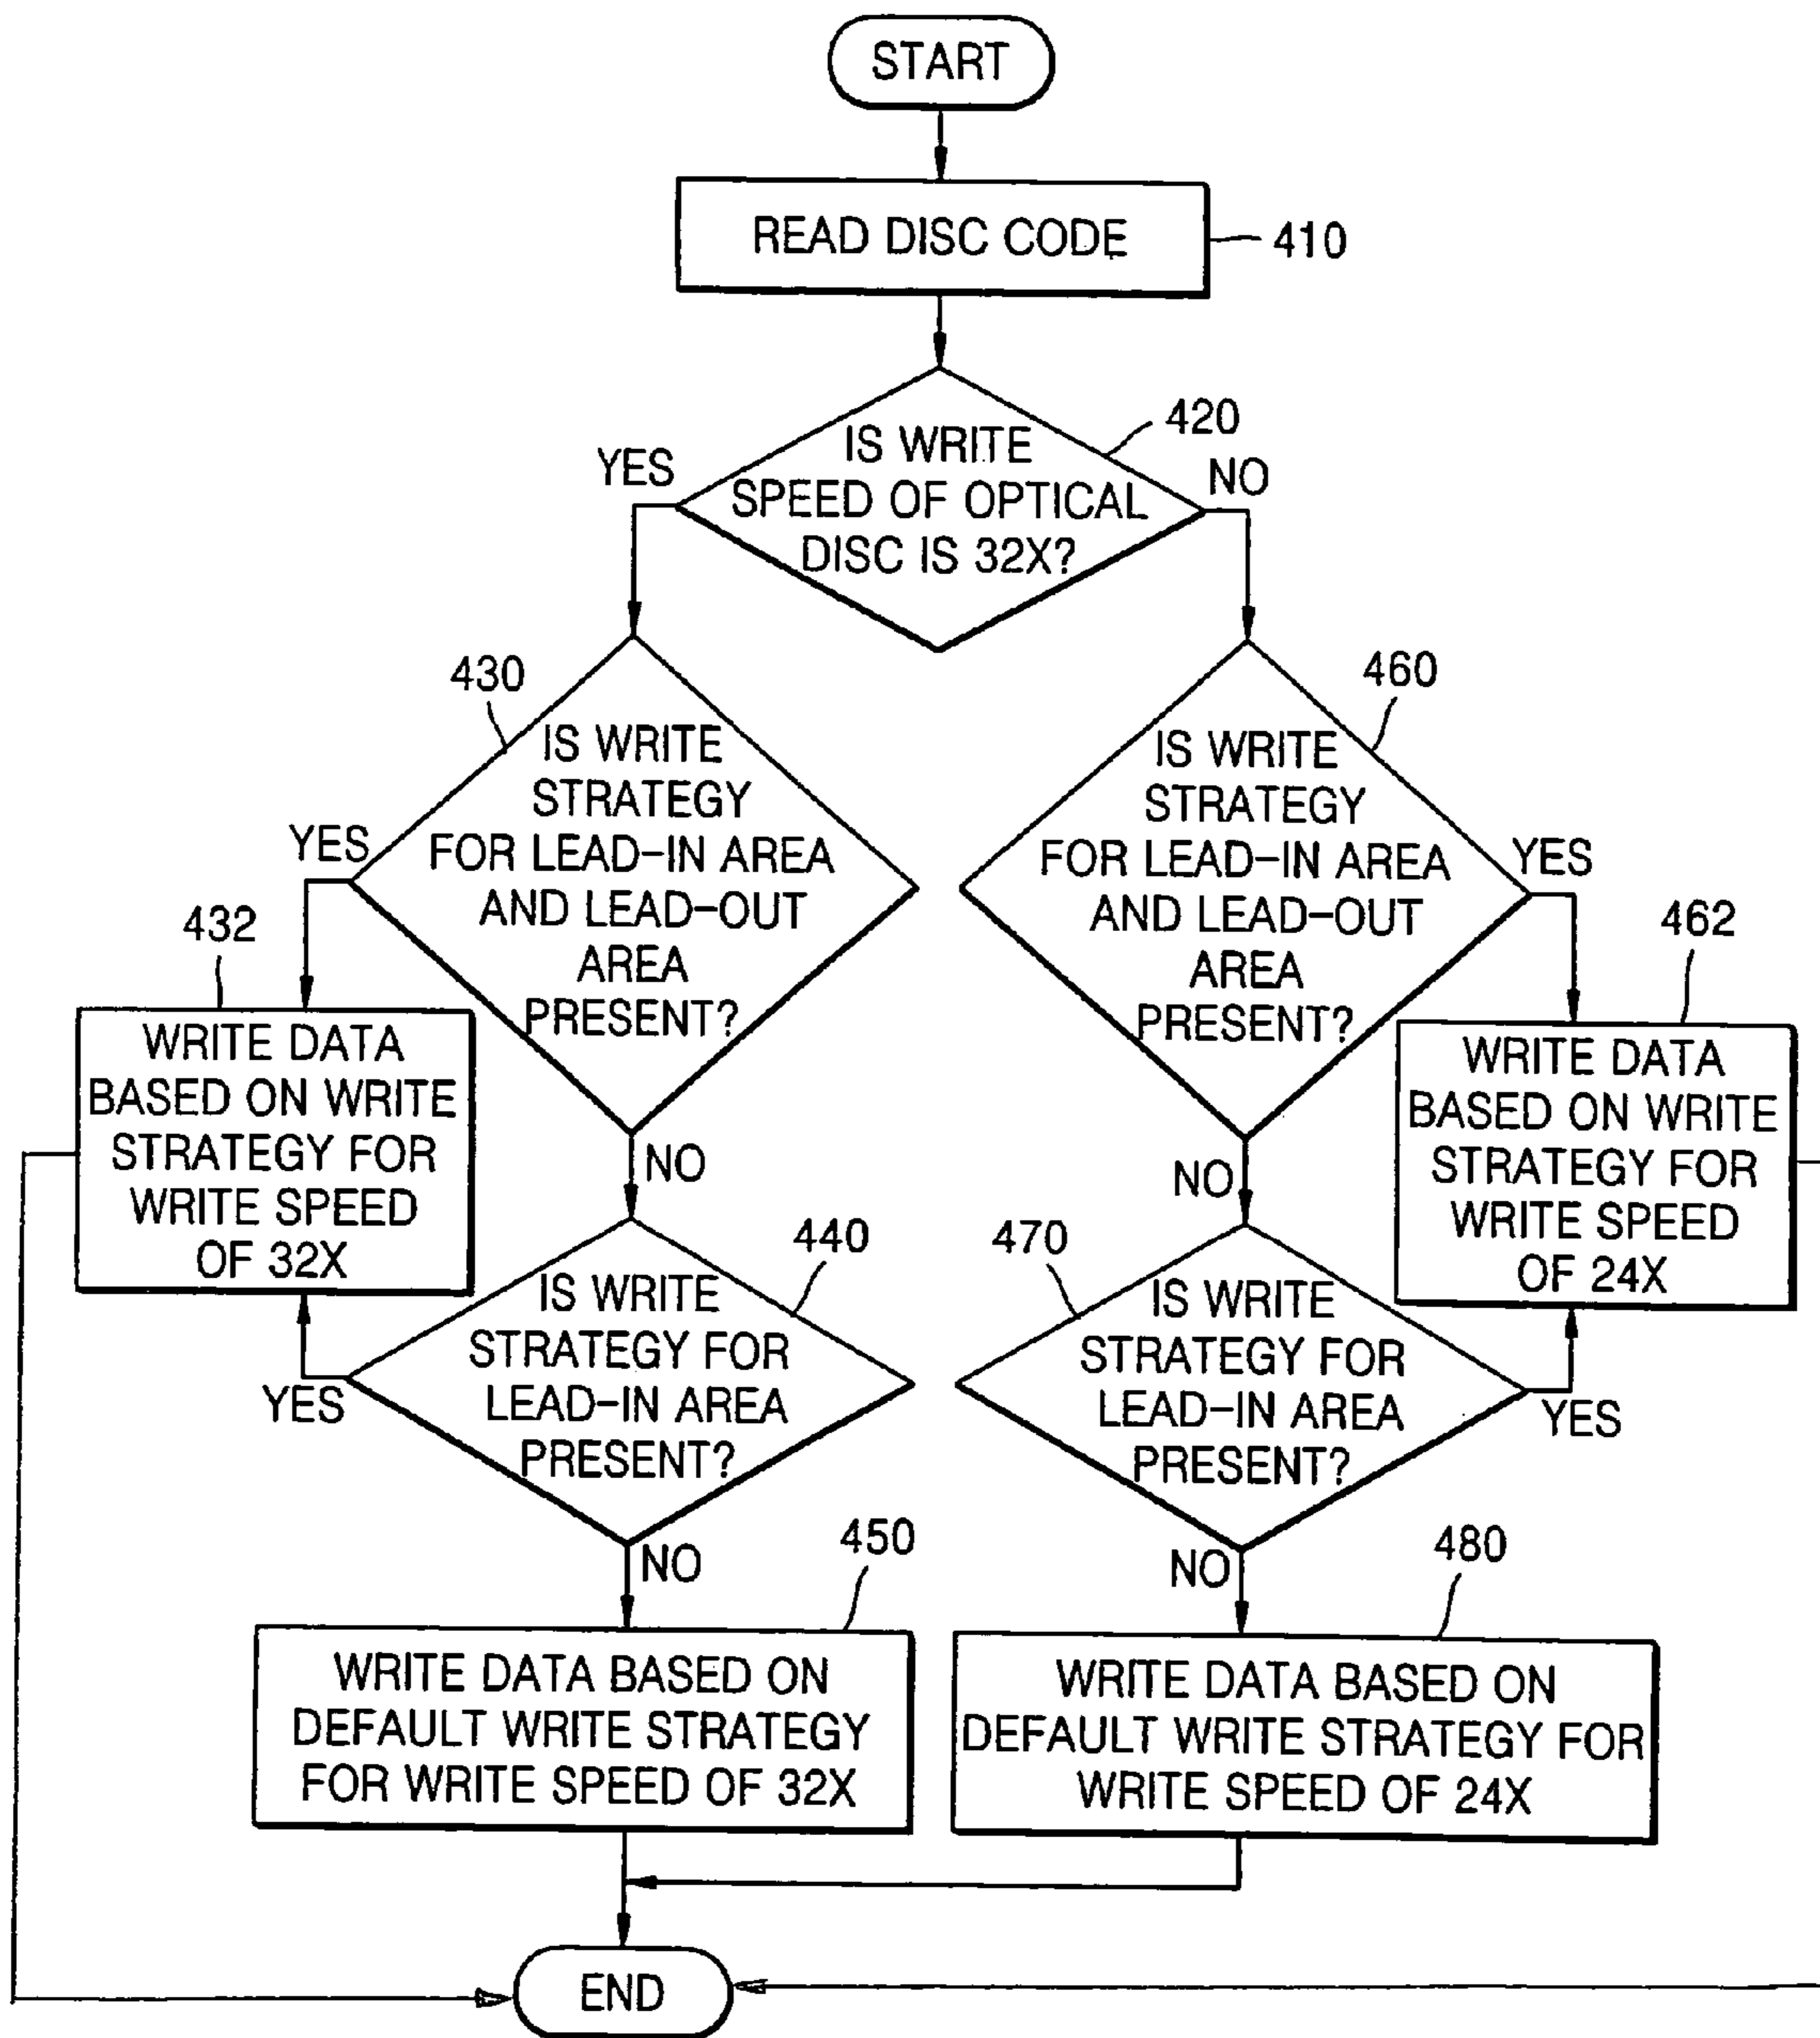 START
READ DISC CODE
410
420
IS WRITE
SPEED OF OPTICAL
DISC IS 32X?
YES
NO
430
IS WRITE
STRATEGY
FOR LEAD-IN AREA
AND LEAD-OUT
AREA
PRESENT?
YES
NO
460
IS WRITE
STRATEGY
FOR LEAD-IN AREA
AND LEAD-OUT
AREA
PRESENT?
YES
NO
432
WRITE DATA
BASED ON WRITE
STRATEGY FOR
WRITE SPEED
OF 32X
462
WRITE DATA
BASED ON WRITE
STRATEGY FOR
WRITE SPEED
OF 24X
440
IS WRITE
STRATEGY FOR
LEAD-IN AREA
PRESENT?
YES
NO
470
IS WRITE
STRATEGY FOR
LEAD-IN AREA
PRESENT?
YES
NO
450
WRITE DATA BASED ON
DEFAULT WRITE STRATEGY
FOR WRITE SPEED OF 32X
480
WRITE DATA BASED ON
DEFAULT WRITE STRATEGY FOR
WRITE SPEED OF 24X
END